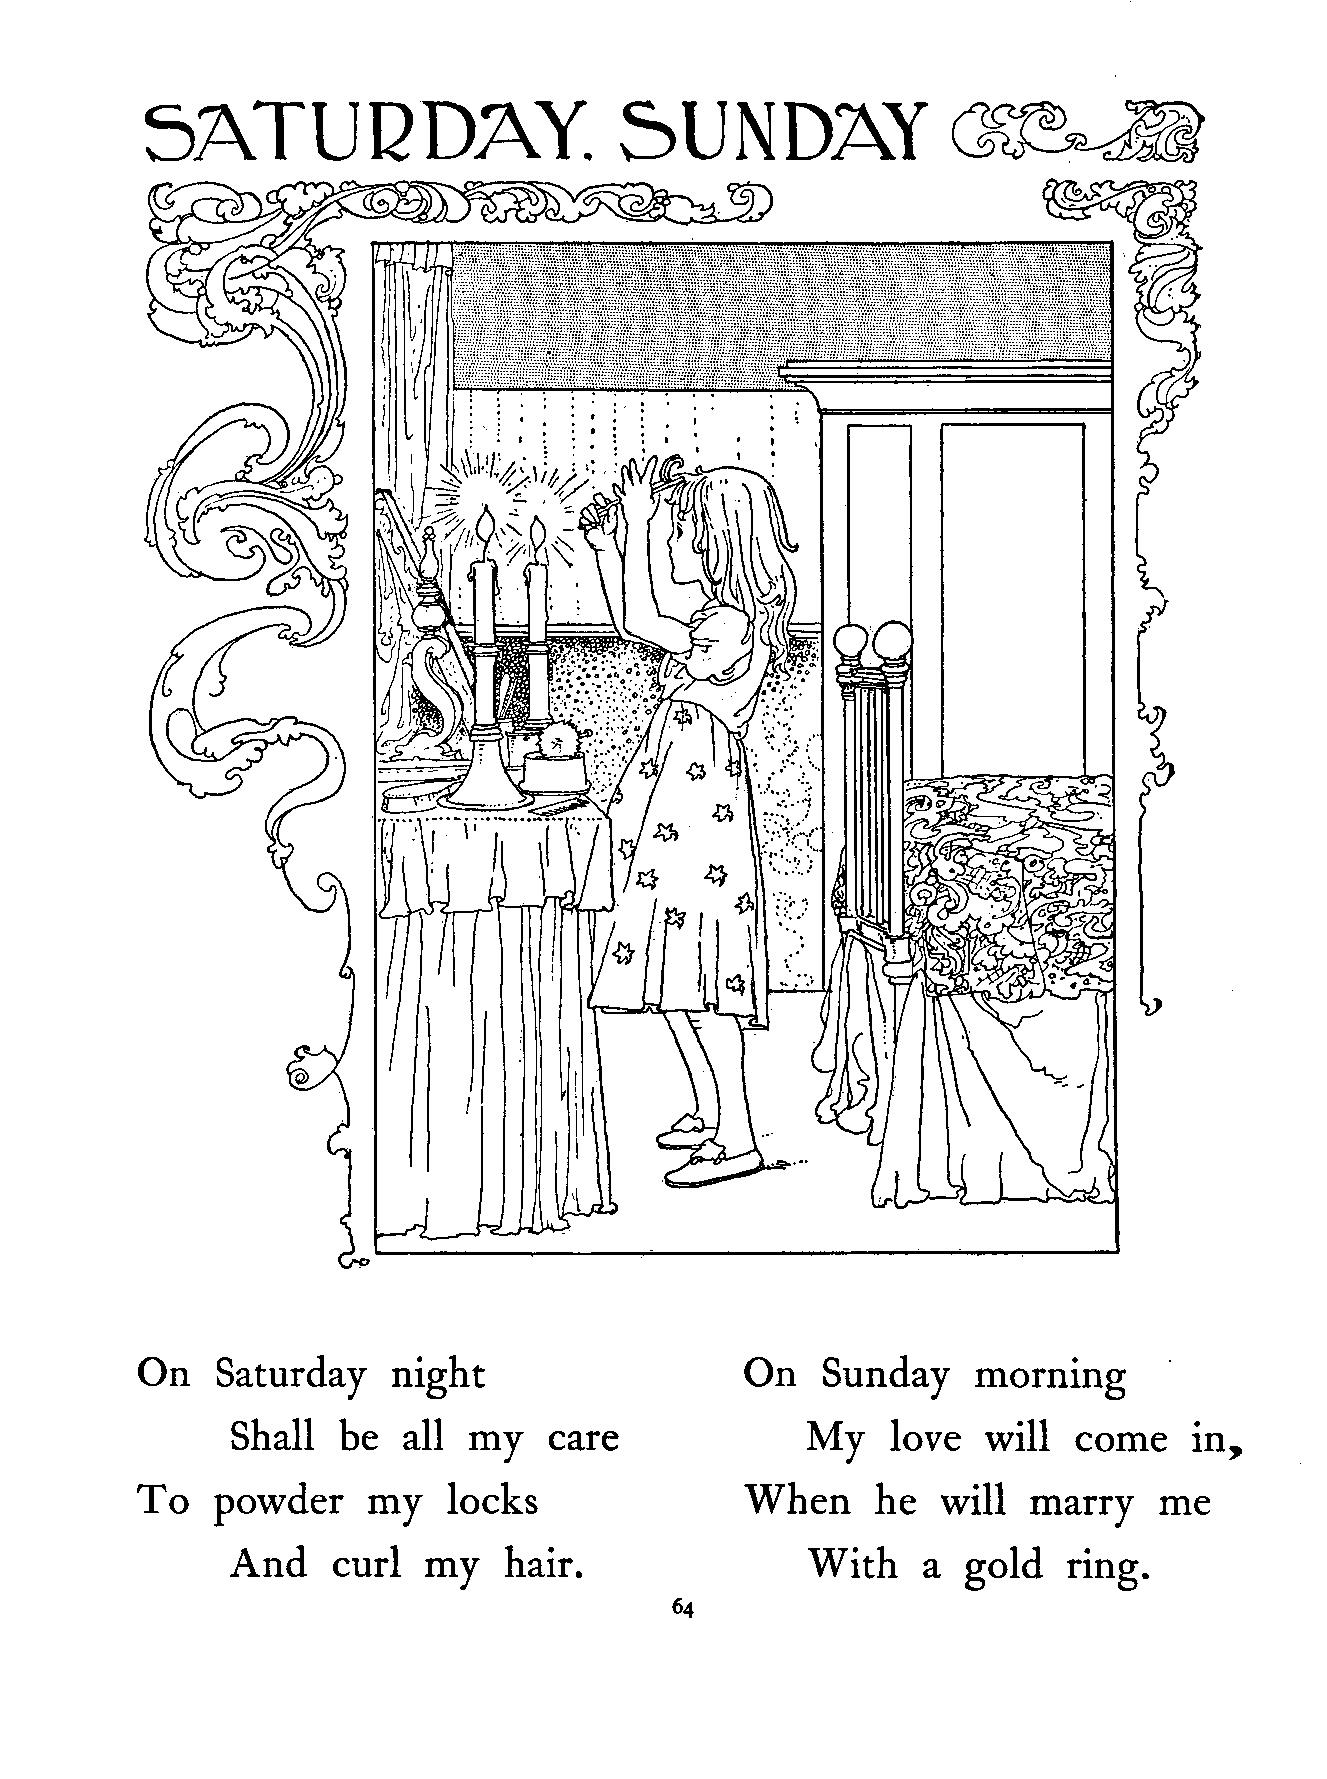 SATURDAY. SUNDAY
On Saturday night
Shall be all my care
To powder my locks
And curl my hair.
On Sunday morning
My love will come in,
When he will marry me
With a gold ring.
64